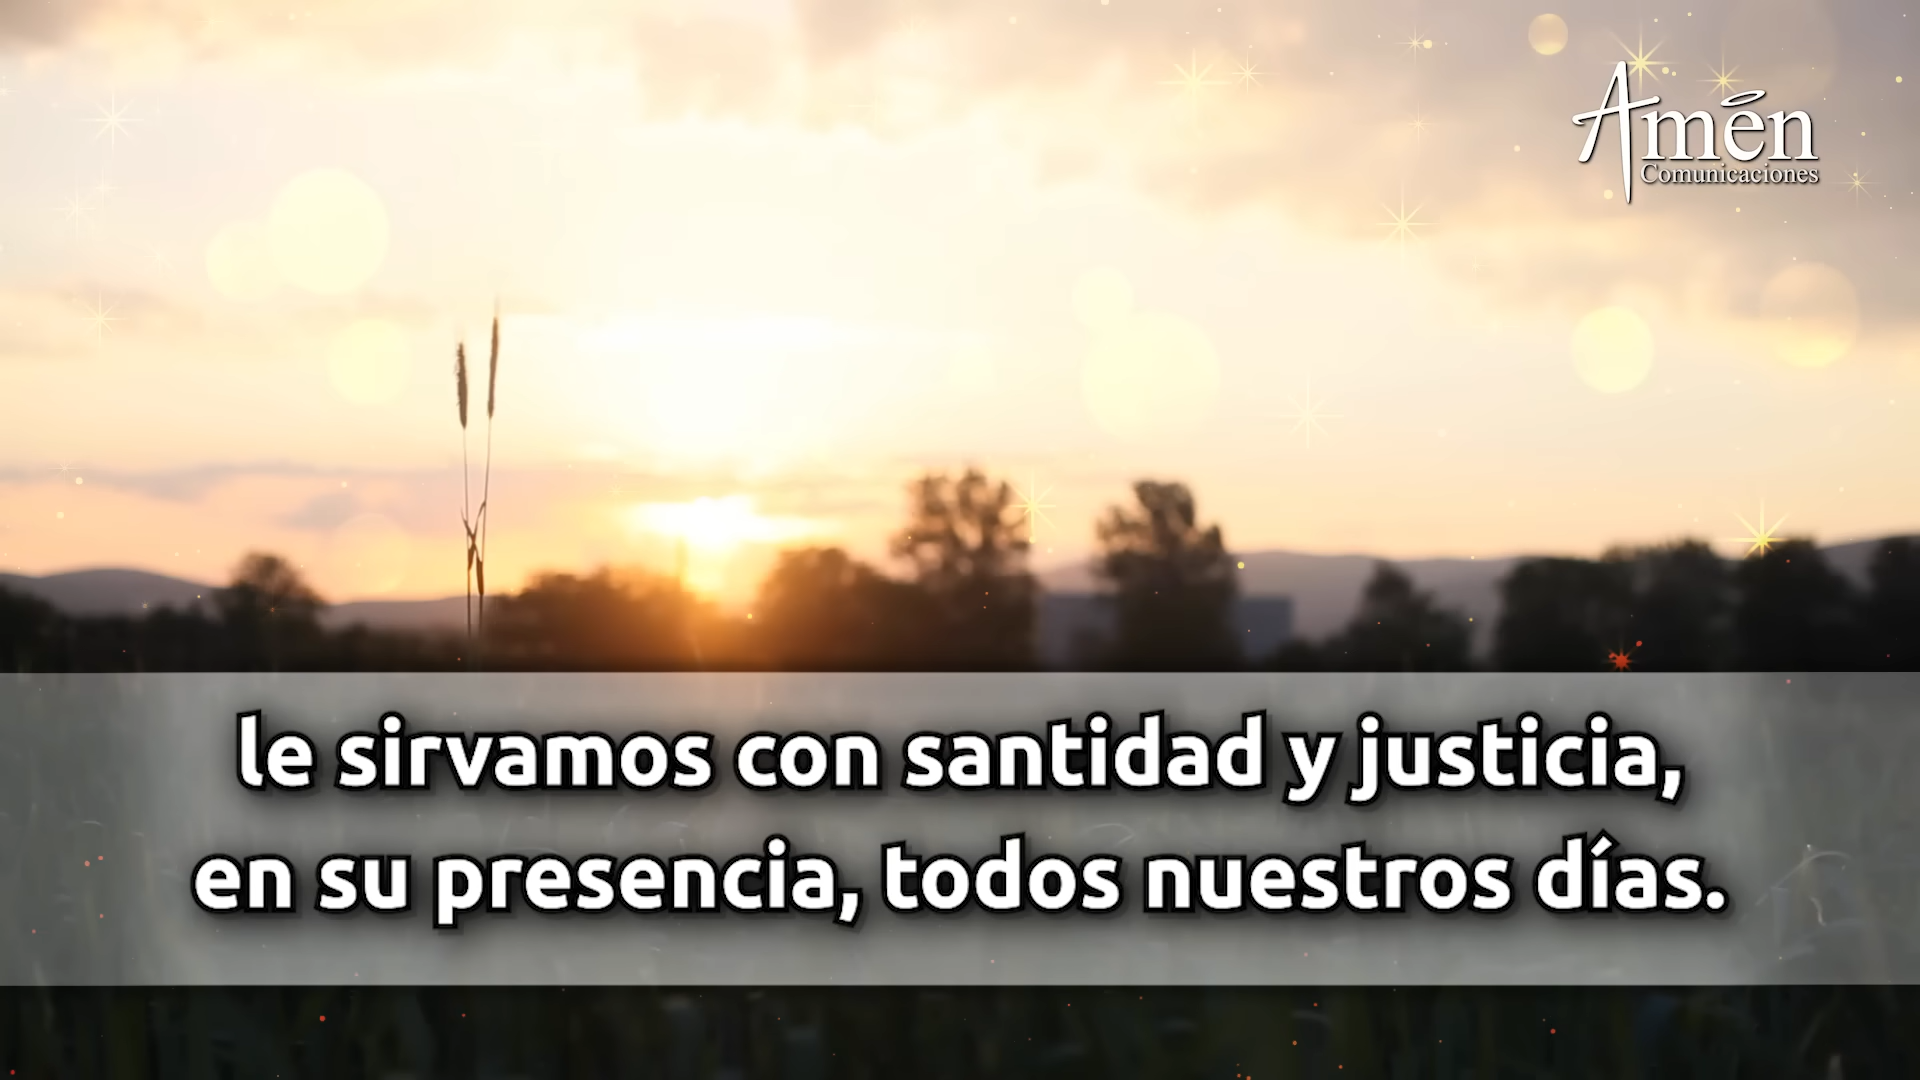 Amén
Comunicaciones
le sirvamos con santidad y justicia,
en su presencia, todos nuestros días.